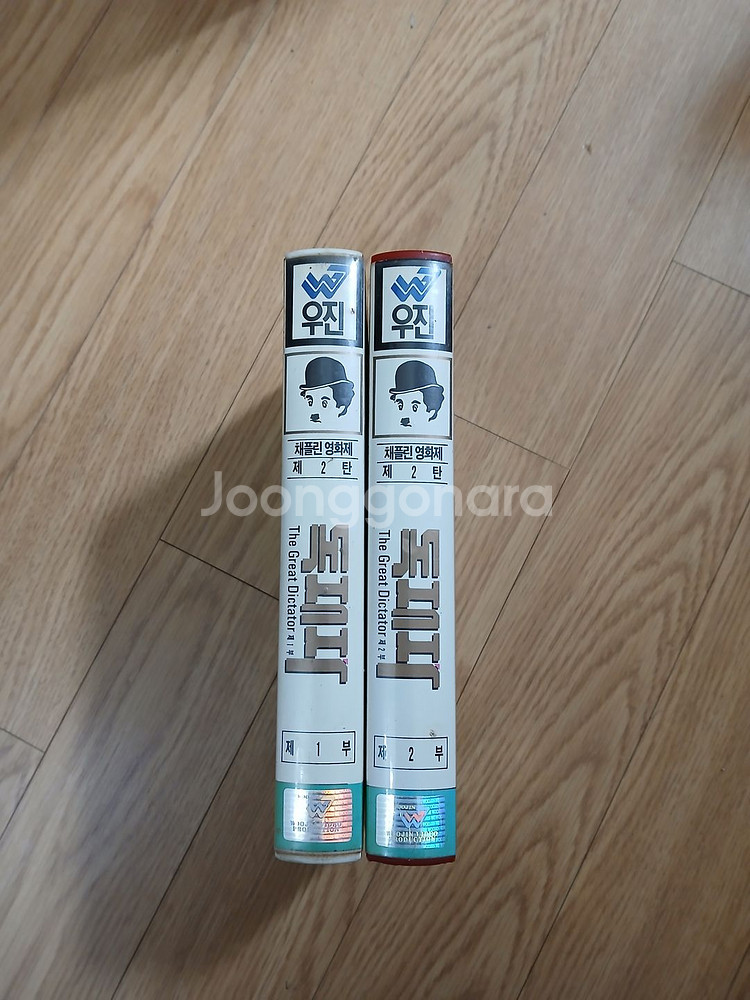 우진
채플린 영화제
제 2 탄
독재자
The Great Dictator 제1부
제 1 부
우진
채플린 영화제
제 2 탄
독재자
The Great Dictator 제2부
제 2 부
Joonggonara